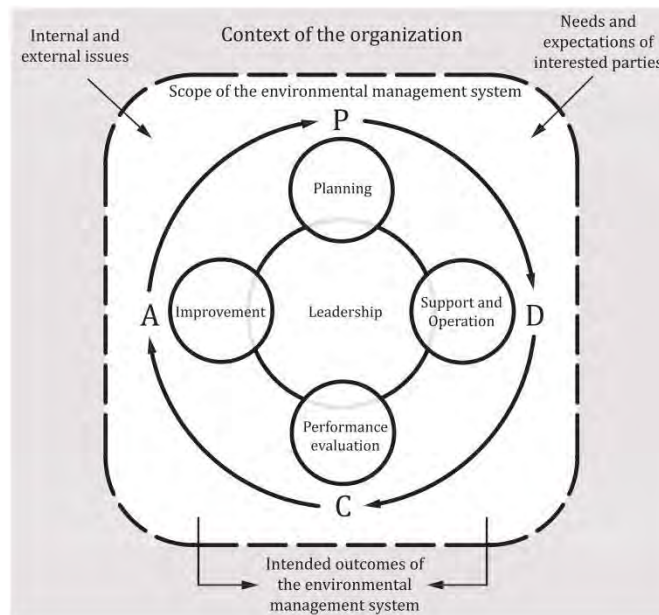 Internal and
external issues
Context of the organization
Needs and
expectations of
interested parties
Scope of the environmental management system
P
Planning
A
Improvement
Leadership
Support and
Operation
D
Performance
evaluation
C
Intended outcomes of
the environmental
management system